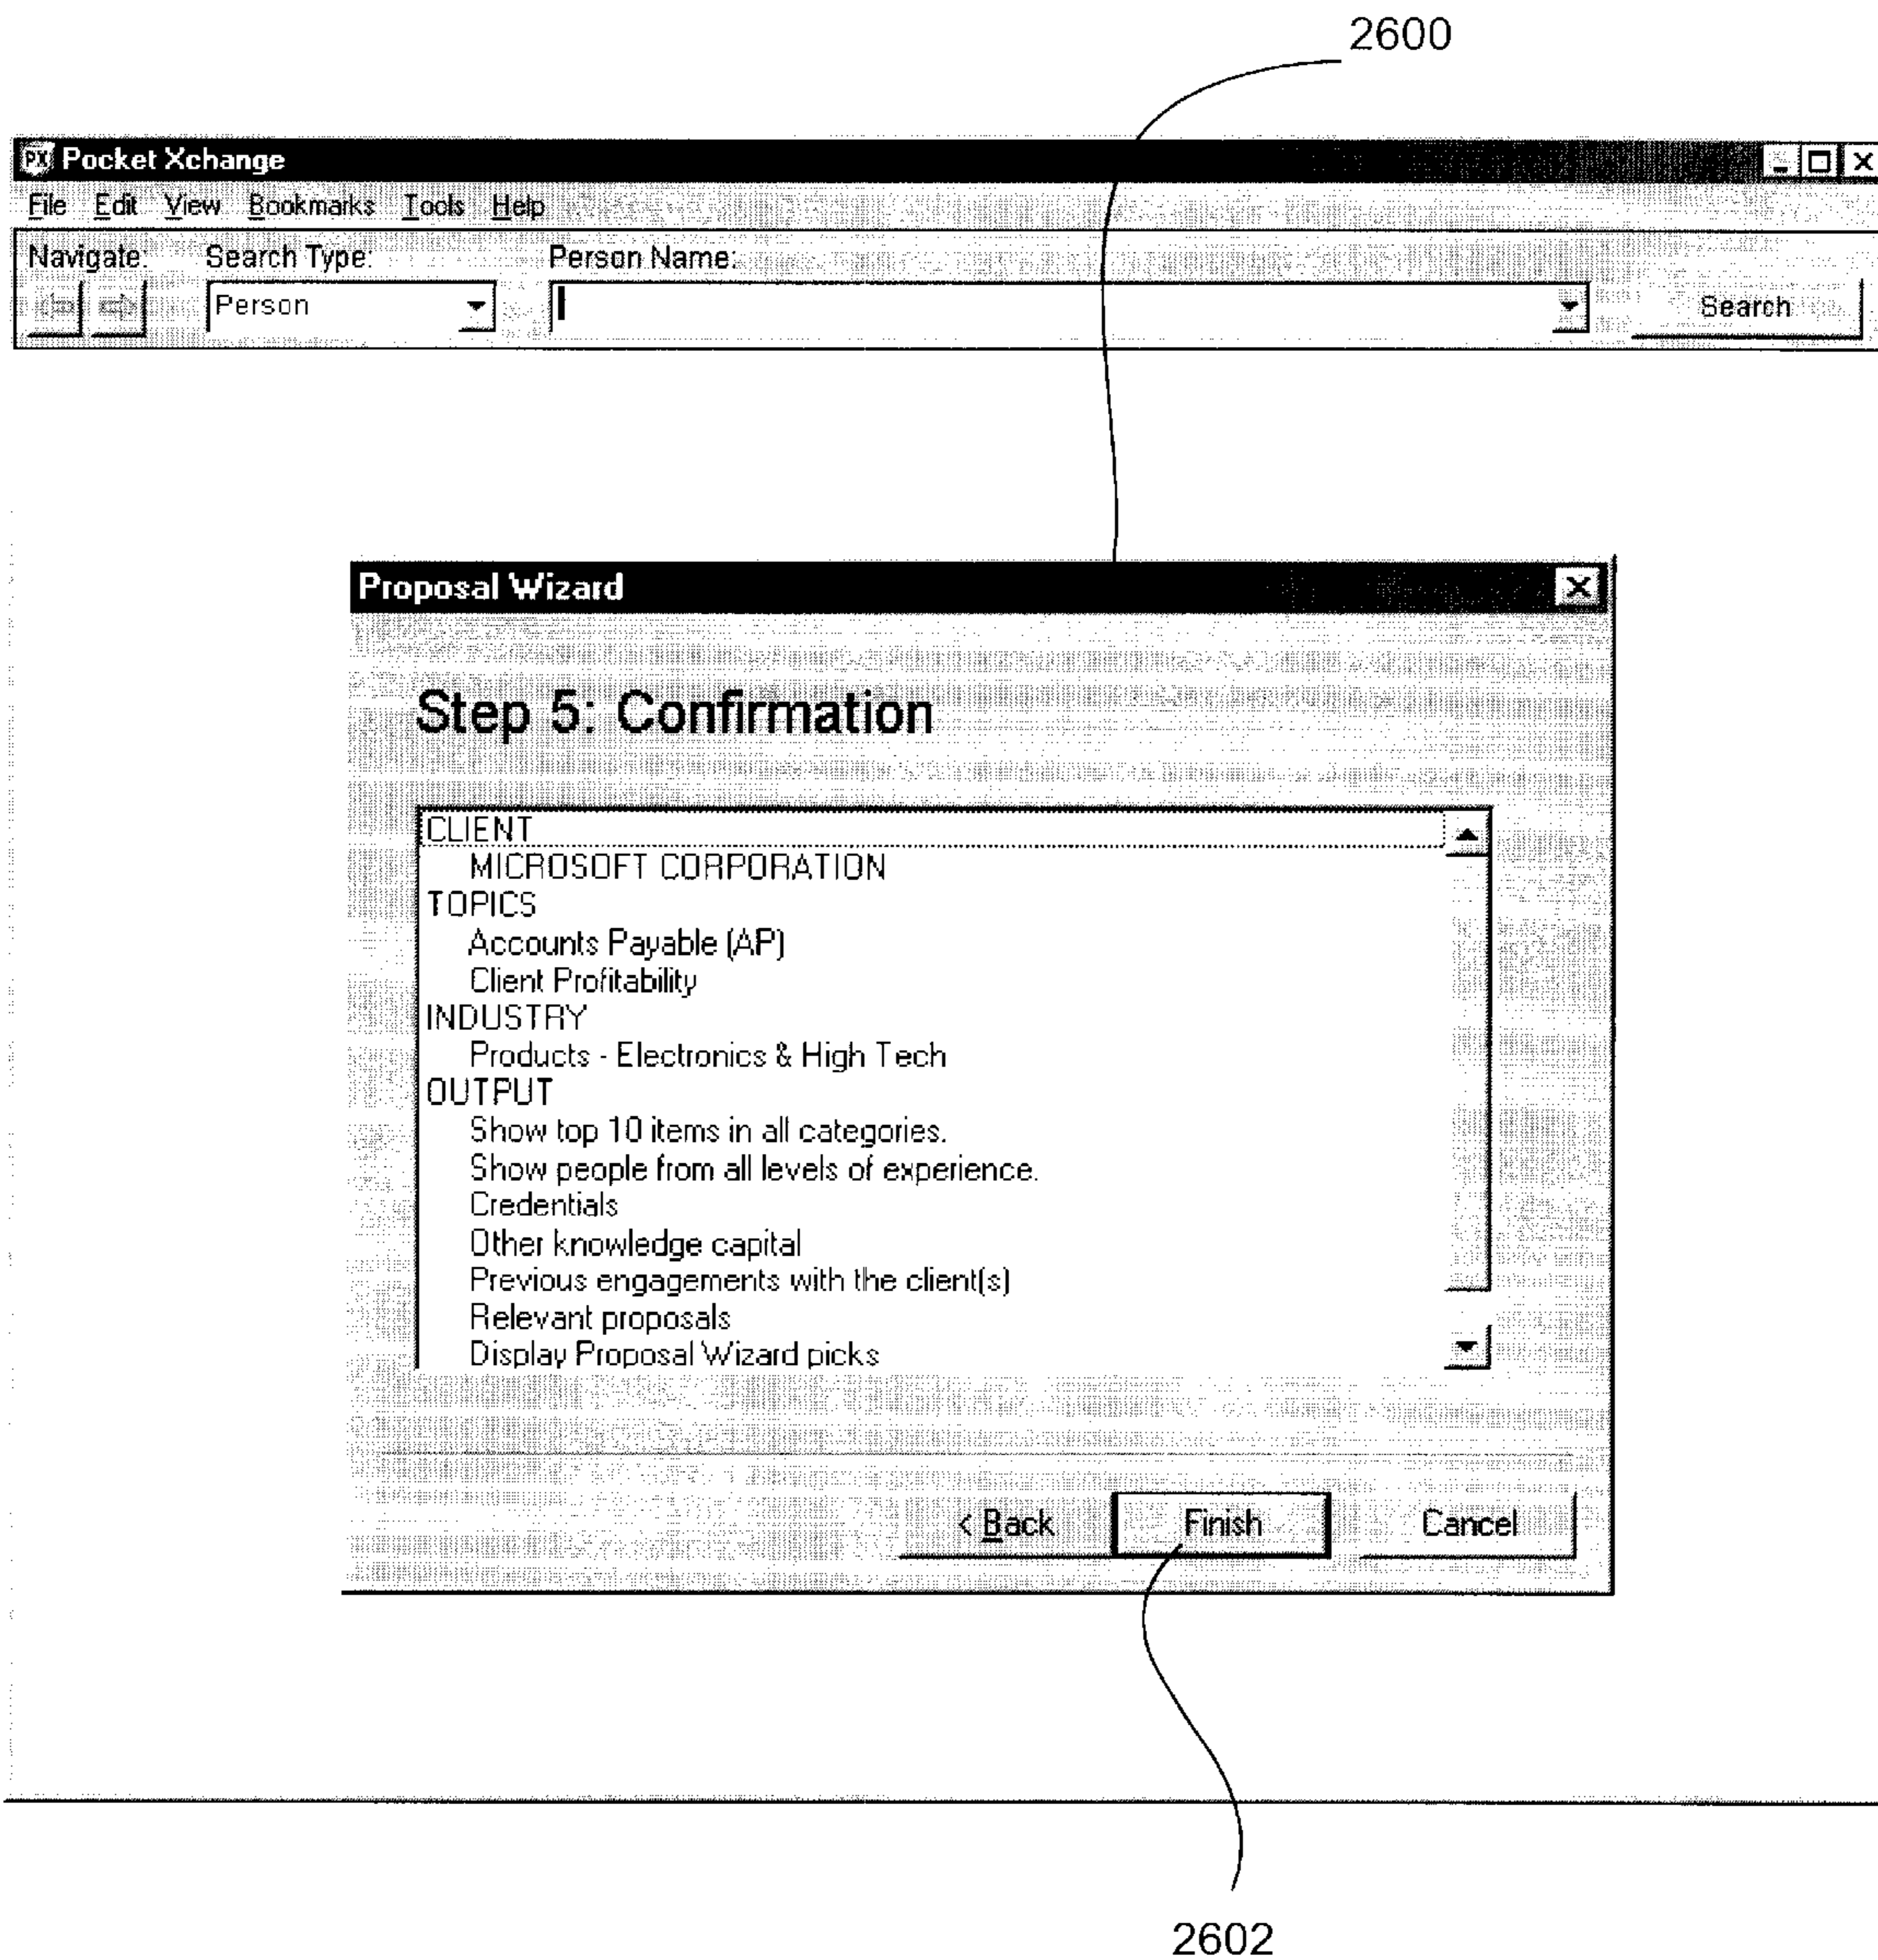 2600
PX Pocket Xchange
File Edit View Bookmarks Tools Help
Navigate: Search Type: Person Name:
Person Search
Proposal Wizard
Step 5: Confirmation
CLIENT
MICROSOFT CORPORATION
TOPICS
Accounts Payable (AP)
Client Profitability
INDUSTRY
Products - Electronics & High Tech
OUTPUT
Show top 10 items in all categories.
Show people from all levels of experience.
Credentials
Other knowledge capital
Previous engagements with the client(s)
Relevant proposals
Display Proposal Wizard picks
< Back Finish Cancel
2602